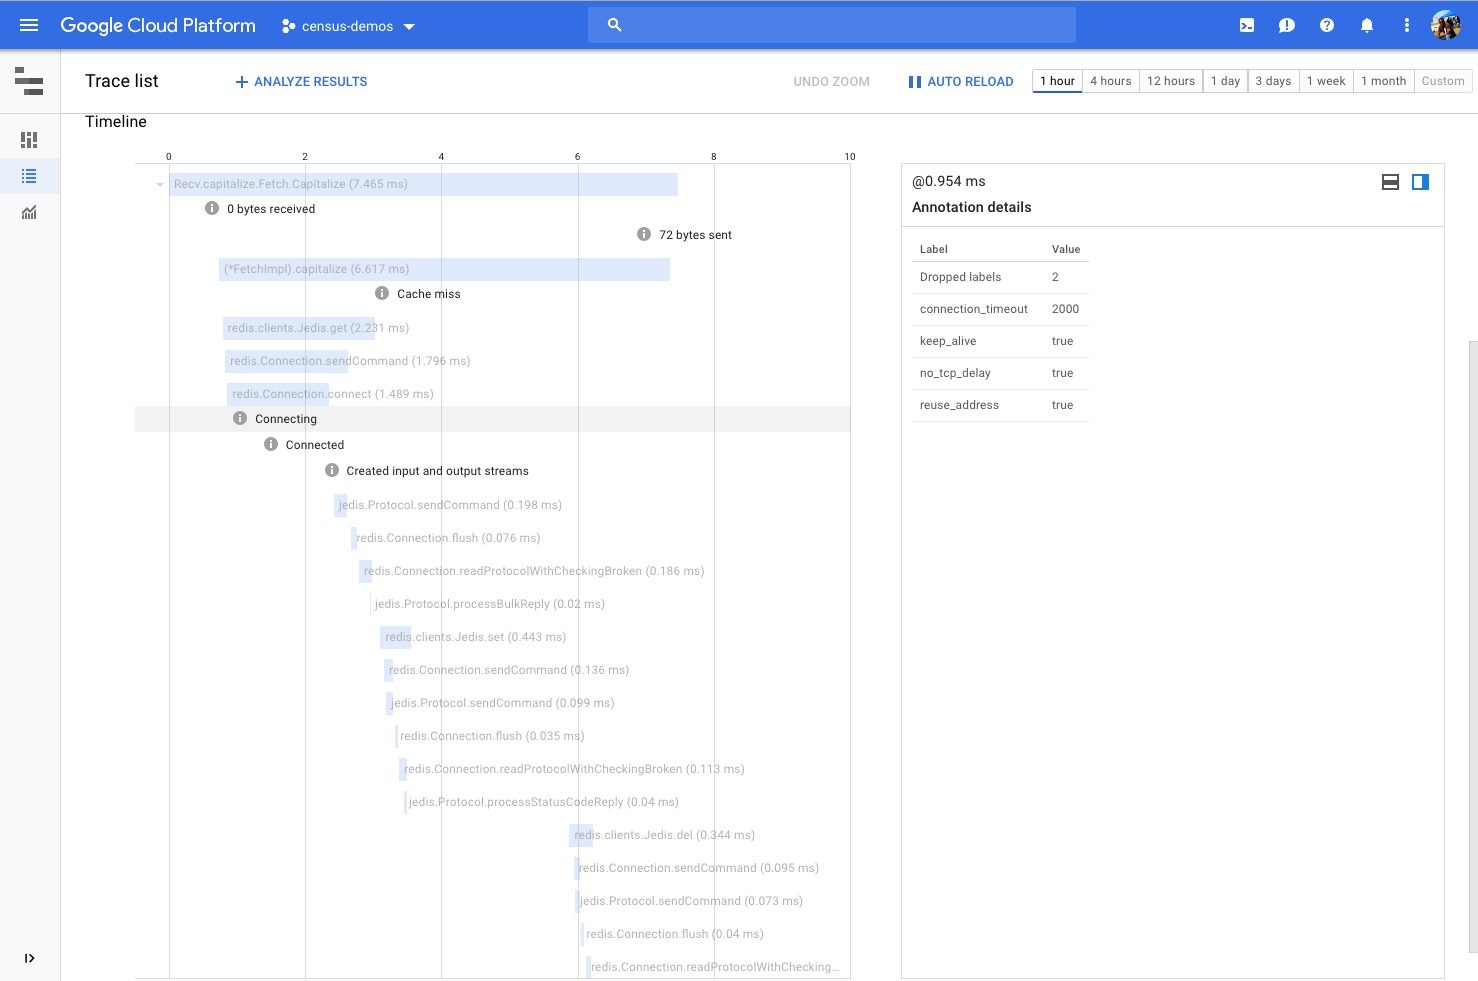 Google Cloud Platform census-demos
Trace list ANALYZE RESULTS UNDO ZOOM AUTO RELOAD 1 hour 4 hours 12 hours 1 day 3 days 1 week 1 month Custom
Timeline
0 2 4 6 8 10
Recv.capitalize.Fetch.Capitalize (7.465 ms)
0 bytes received
72 bytes sent
(*FetchImpl).capitalize (6.617 ms)
Cache miss
redis.clients.Jedis.get (2.231 ms)
redis.Connection.sendCommand (1.796 ms)
redis.Connection.connect (1.489 ms)
Connecting
Connected
Created input and output streams
jedis.Protocol.sendCommand (0.198 ms)
redis.Connection.flush (0.076 ms)
redis.Connection.readProtocolWithCheckingBroken (0.186 ms)
jedis.Protocol.processBulkReply (0.02 ms)
redis.clients.Jedis.set (0.443 ms)
redis.Connection.sendCommand (0.136 ms)
jedis.Protocol.sendCommand (0.099 ms)
redis.Connection.flush (0.035 ms)
redis.Connection.readProtocolWithCheckingBroken (0.113 ms)
jedis.Protocol.processStatusCodeReply (0.04 ms)
redis.clients.Jedis.del (0.344 ms)
redis.Connection.sendCommand (0.095 ms)
jedis.Protocol.sendCommand (0.073 ms)
redis.Connection.flush (0.04 ms)
redis.Connection.readProtocolWithChecking...
@0.954 ms
Annotation details
Label Value
Dropped labels 2
connection_timeout 2000
keep_alive true
no_tcp_delay true
reuse_address true